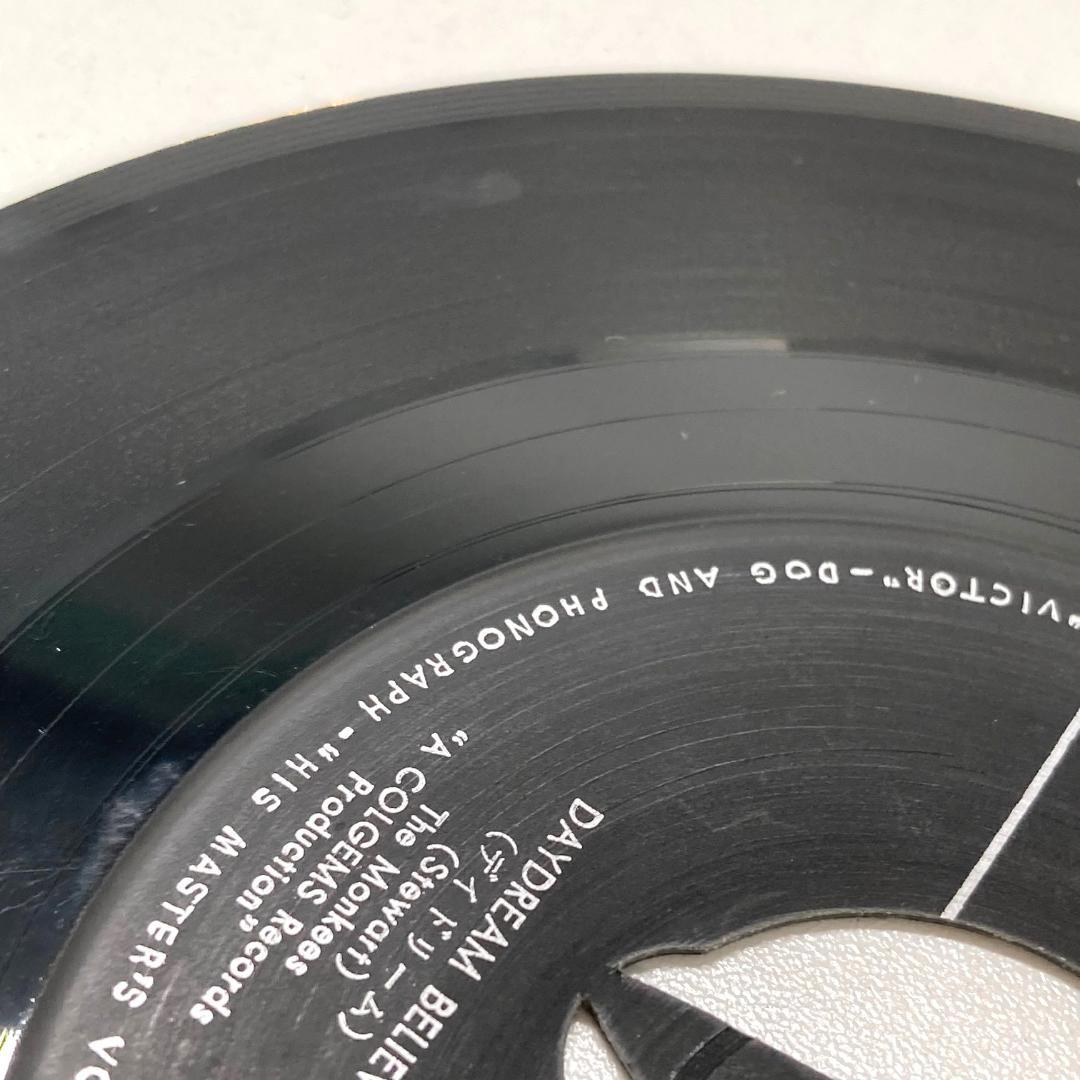 "VICTOR"–DOG AND PHONOGRAPH–"HIS MASTER'S VO
DAYDREAM BELIE
(デイドリーム)
(Stewart)
The Monkees
"A COLGEMS Records
Production"